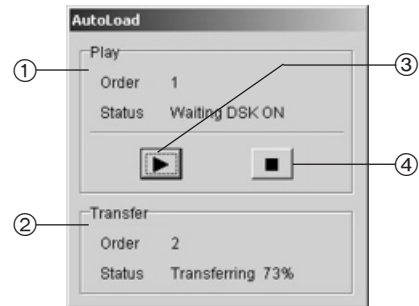 AutoLoad
Play
① ③
Order 1
Status Waiting DSK ON
④
Transfer
②
Order 2
Status Transferring 73%